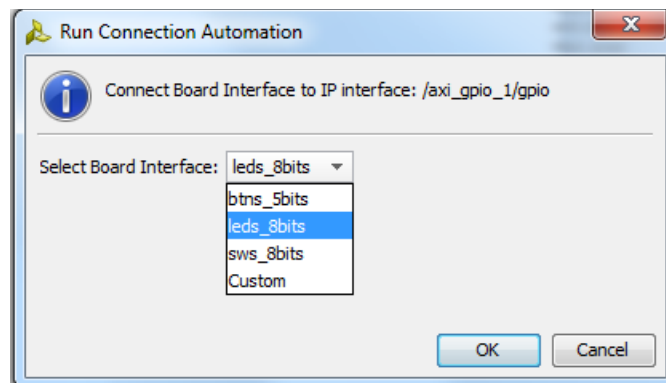 Run Connection Automation
Connect Board Interface to IP interface: /axi_gpio_1/gpio
Select Board Interface: leds_8bits
btns_5bits
leds_8bits
sws_8bits
Custom
OK Cancel